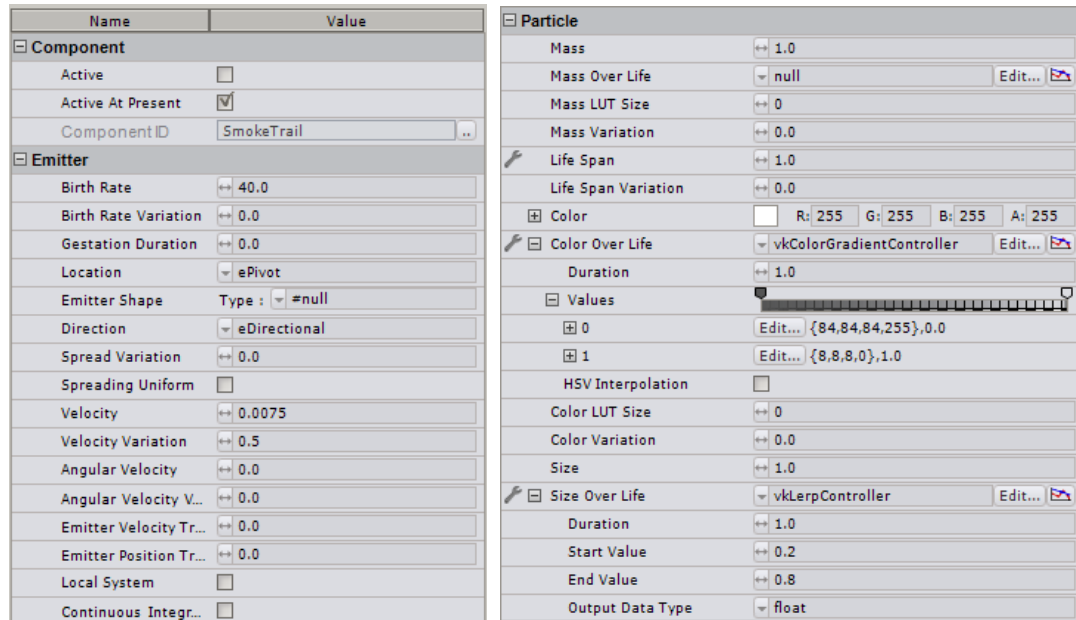 Name Value
Component
Active
Active At Present
Component ID SmokeTrail ..
Emitter
Birth Rate 40.0
Birth Rate Variation 0.0
Gestation Duration 0.0
Location ePivot
Emitter Shape Type : #null
Direction eDirectional
Spread Variation 0.0
Spreading Uniform
Velocity 0.0075
Velocity Variation 0.5
Angular Velocity 0.0
Angular Velocity V... 0.0
Emitter Velocity Tr... 0.0
Emitter Position Tr... 0.0
Local System
Continuous Integr...
Particle
Mass 1.0
Mass Over Life null Edit...
Mass LUT Size 0
Mass Variation 0.0
Life Span 1.0
Life Span Variation 0.0
Color R: 255 G: 255 B: 255 A: 255
Color Over Life vkColorGradientController Edit...
Duration 1.0
Values
0 Edit... {84,84,84,255},0.0
1 Edit... {8,8,8,0},1.0
HSV Interpolation
Color LUT Size 0
Color Variation 0.0
Size 1.0
Size Over Life vkLerpController Edit...
Duration 1.0
Start Value 0.2
End Value 0.8
Output Data Type float